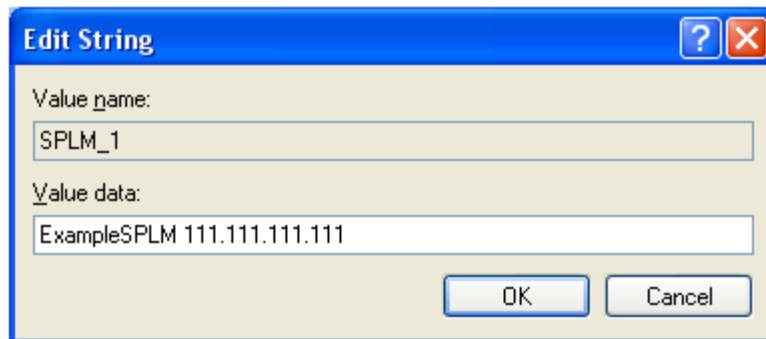 Edit String
Value name:
SPLM_1
Value data:
ExampleSPLM 111.111.111.111
OK Cancel